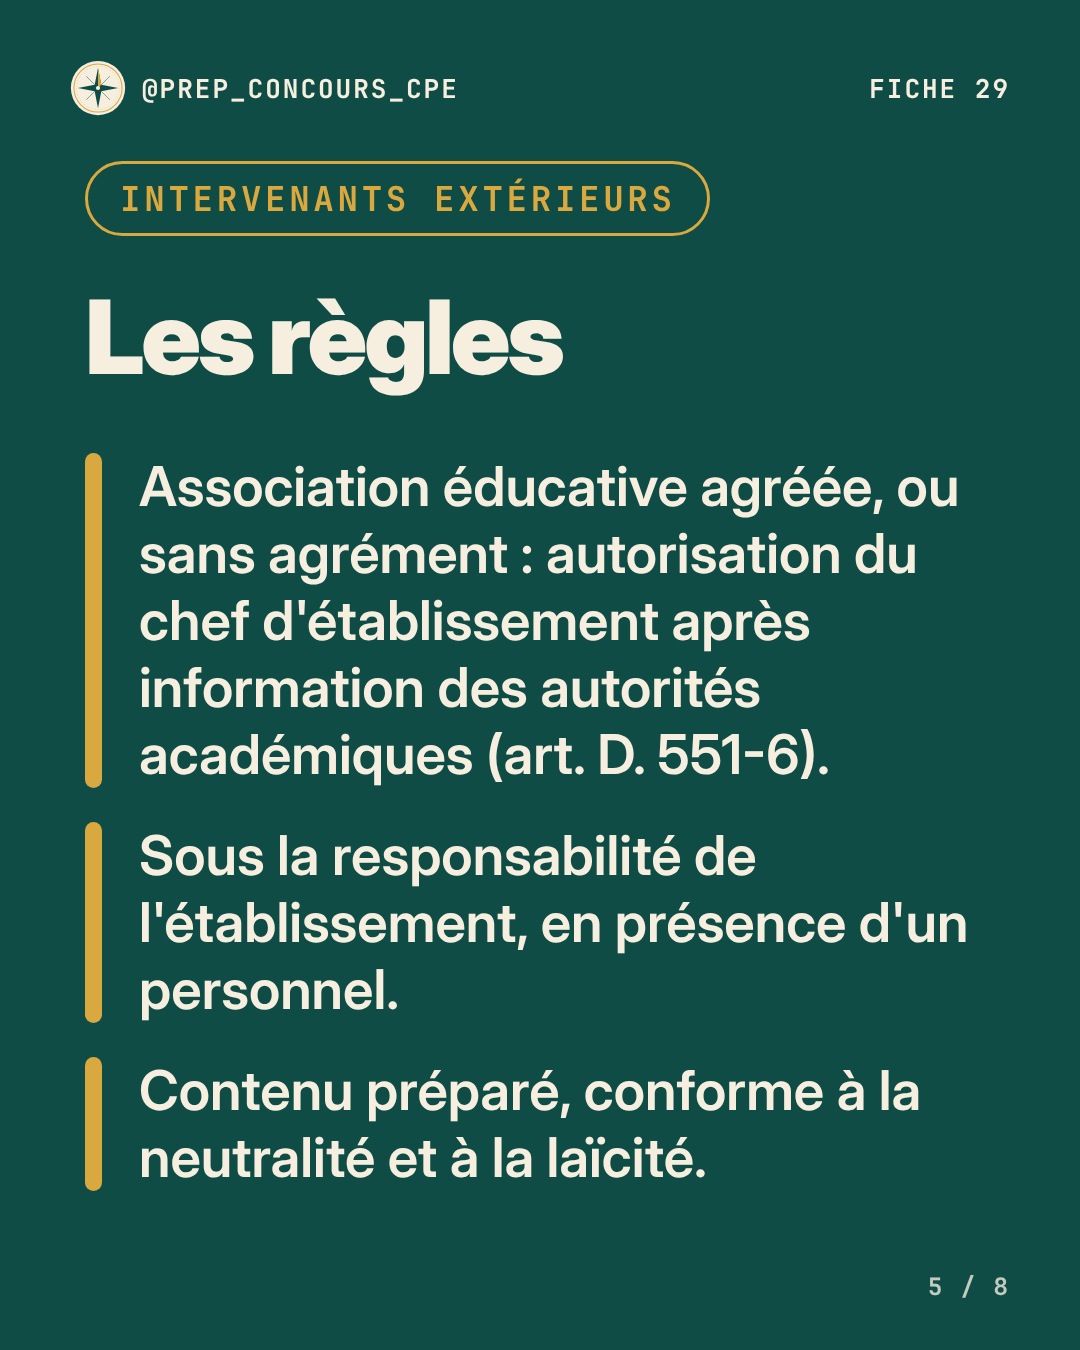 @PREP_CONCOURS_CPE
FICHE 29
INTERVENANTS EXTÉRIEURS
Les règles
Association éducative agréée, ou
sans agrément : autorisation du
chef d'établissement après
information des autorités
académiques (art. D. 551-6).
Sous la responsabilité de
l'établissement, en présence d'un
personnel.
Contenu préparé, conforme à la
neutralité et à la laïcité.
5 / 8